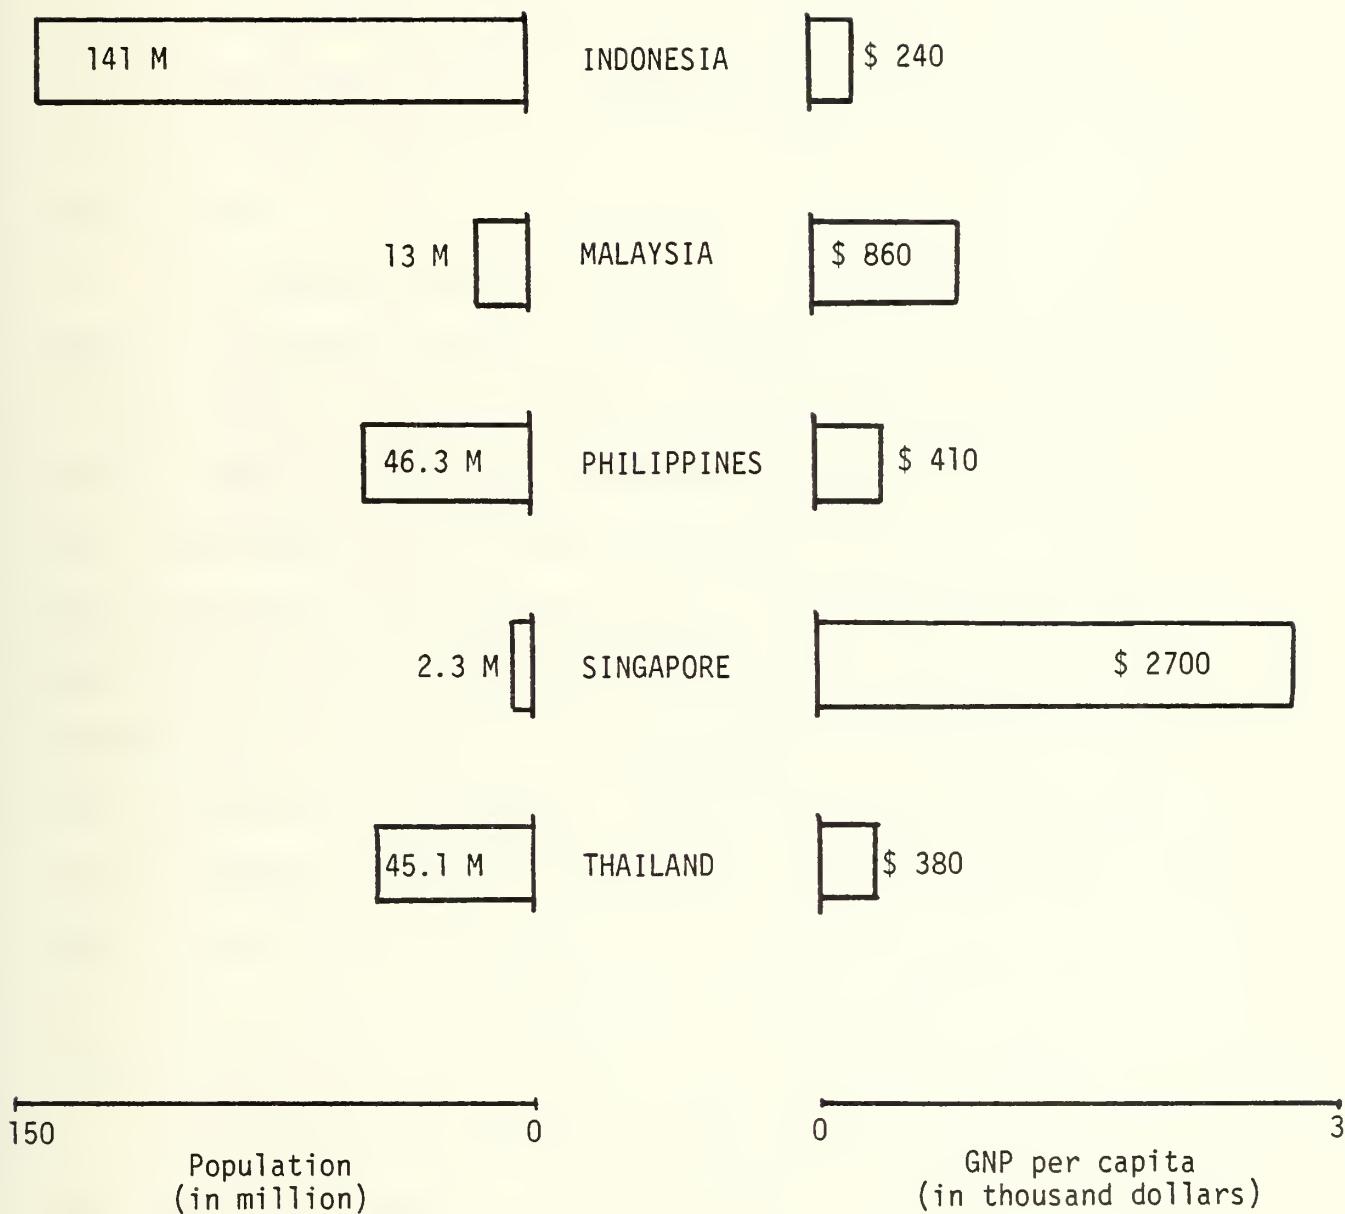 141 M INDONESIA $ 240
13 M MALAYSIA $ 860
46.3 M PHILIPPINES $ 410
2.3 M SINGAPORE $ 2700
45.1 M THAILAND $ 380
150 0 0 3
Population GNP per capita
(in million) (in thousand dollars)